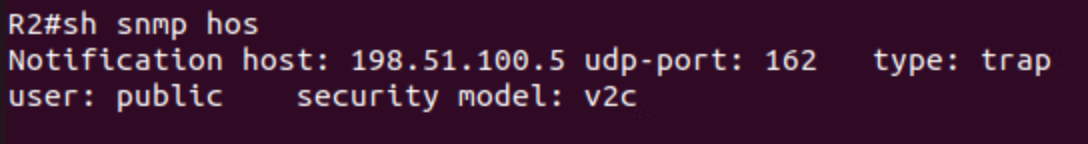 R2#sh snmp hos
Notification host: 198.51.100.5 udp-port: 162   type: trap
user: public    security model: v2c